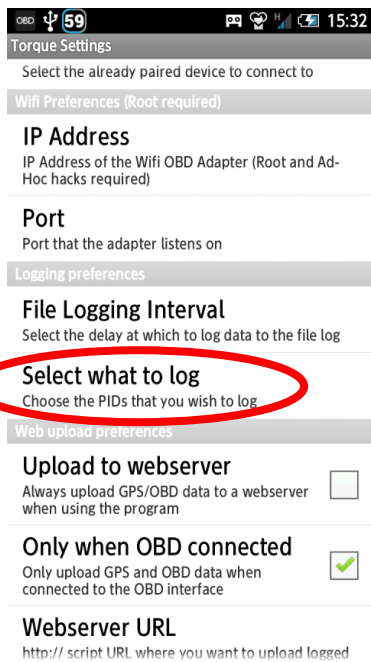 OBD 59 H 15:32
Torque Settings
Select the already paired device to connect to
Wifi Preferences (Root required)
IP Address
IP Address of the Wifi OBD Adapter (Root and Ad-
Hoc hacks required)
Port
Port that the adapter listens on
Logging preferences
File Logging Interval
Select the delay at which to log data to the file log
Select what to log
Choose the PIDs that you wish to log
Web upload preferences
Upload to webserver
Always upload GPS/OBD data to a webserver
when using the program
Only when OBD connected
Only upload GPS and OBD data when
connected to the OBD interface
Webserver URL
http:// script URL where you want to upload logged